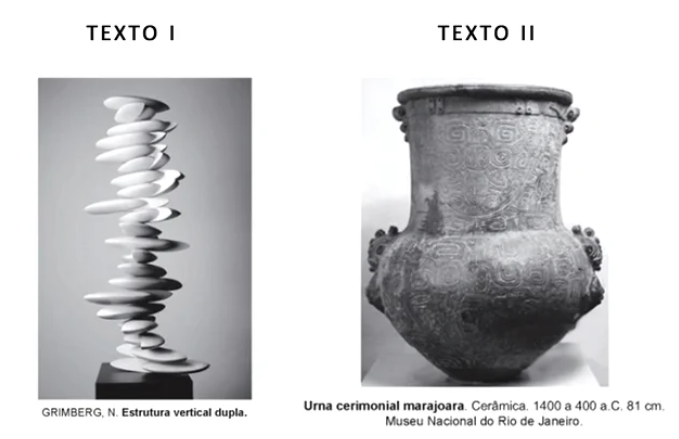 TEXTO I
TEXTO II
GRIMBERG, N. Estrutura vertical dupla.
Urna cerimonial marajoara. Cerâmica. 1400 a 400 a.C. 81 cm.
Museu Nacional do Rio de Janeiro.